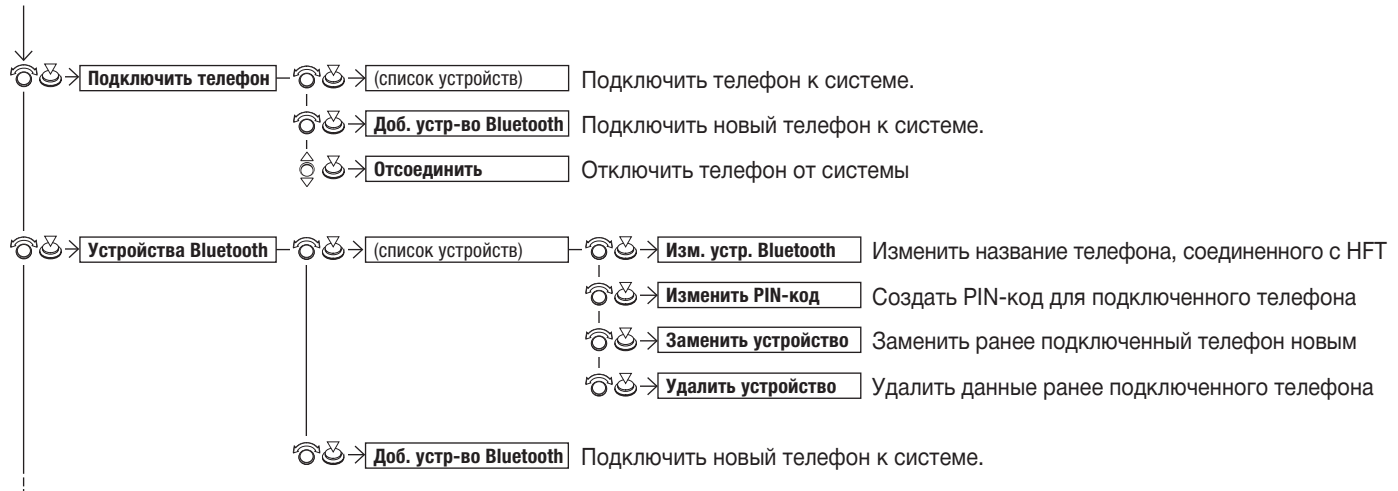 Подключить телефон (список устройств) Подключить телефон к системе.
Доб. устр-во Bluetooth Подключить новый телефон к системе.
Отсоединить Отключить телефон от системы
Устройства Bluetooth (список устройств) Изм. устр. Bluetooth Изменить название телефона, соединенного с HFT
Изменить PIN-код Создать PIN-код для подключенного телефона
Заменить устройство Заменить ранее подключенный телефон новым
Удалить устройство Удалить данные ранее подключенного телефона
Доб. устр-во Bluetooth Подключить новый телефон к системе.